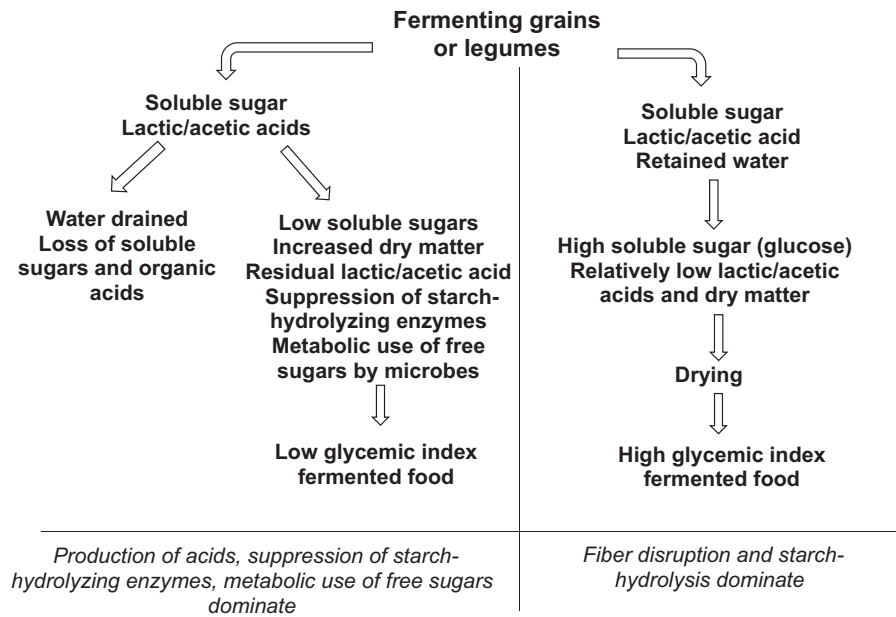 Fermenting grains
or legumes
Soluble sugar
Lactic/acetic acids
Water drained
Loss of soluble
sugars and organic
acids
Low soluble sugars
Increased dry matter
Residual lactic/acetic acid
Suppression of starch-
hydrolyzing enzymes
Metabolic use of free
sugars by microbes
Low glycemic index
fermented food
Soluble sugar
Lactic/acetic acid
Retained water
High soluble sugar (glucose)
Relatively low lactic/acetic
acids and dry matter
Drying
High glycemic index
fermented food
Production of acids, suppression of starch-
hydrolyzing enzymes, metabolic use of free sugars
dominate
Fiber disruption and starch-
hydrolysis dominate